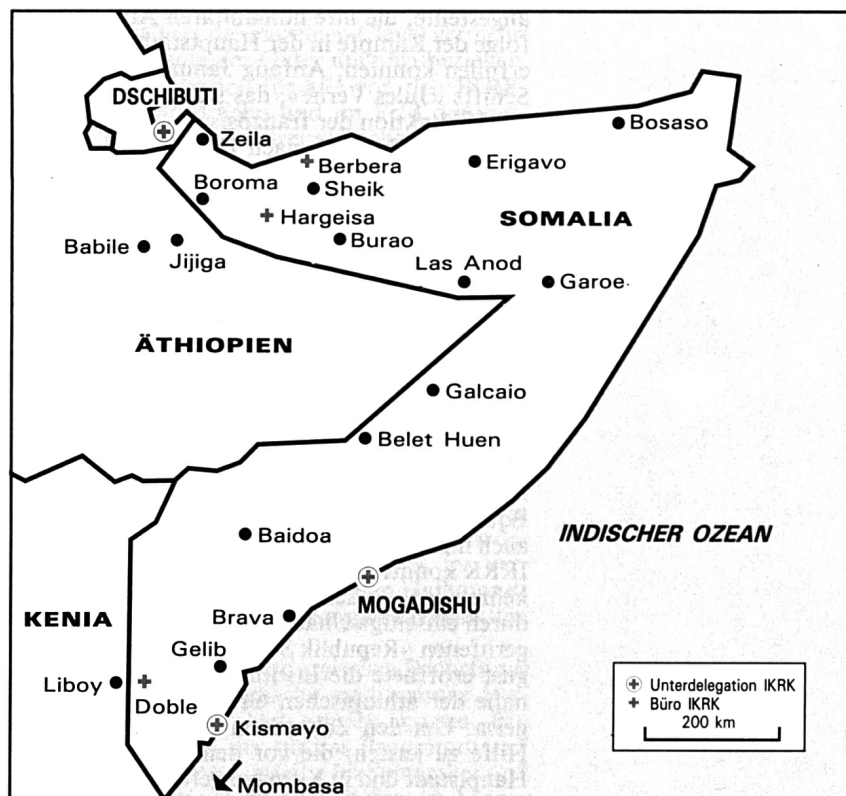 DSCHIBUTI
Zeila
Bosaso
Berbera
Erigavo
Sheik
Boroma
Hargeisa
SOMALIA
Burao
Babile
Jijiga
Las Anod
Garoe
ÄTHIOPIEN
Galcaio
Belet Huen
INDISCHER OZEAN
Baidoa
MOGADISHU
KENIA
Brava
Gelib
Liboy
Doble
Kismayo
Mombasa
Unterdelegation IKRK
Büro IKRK
200 km